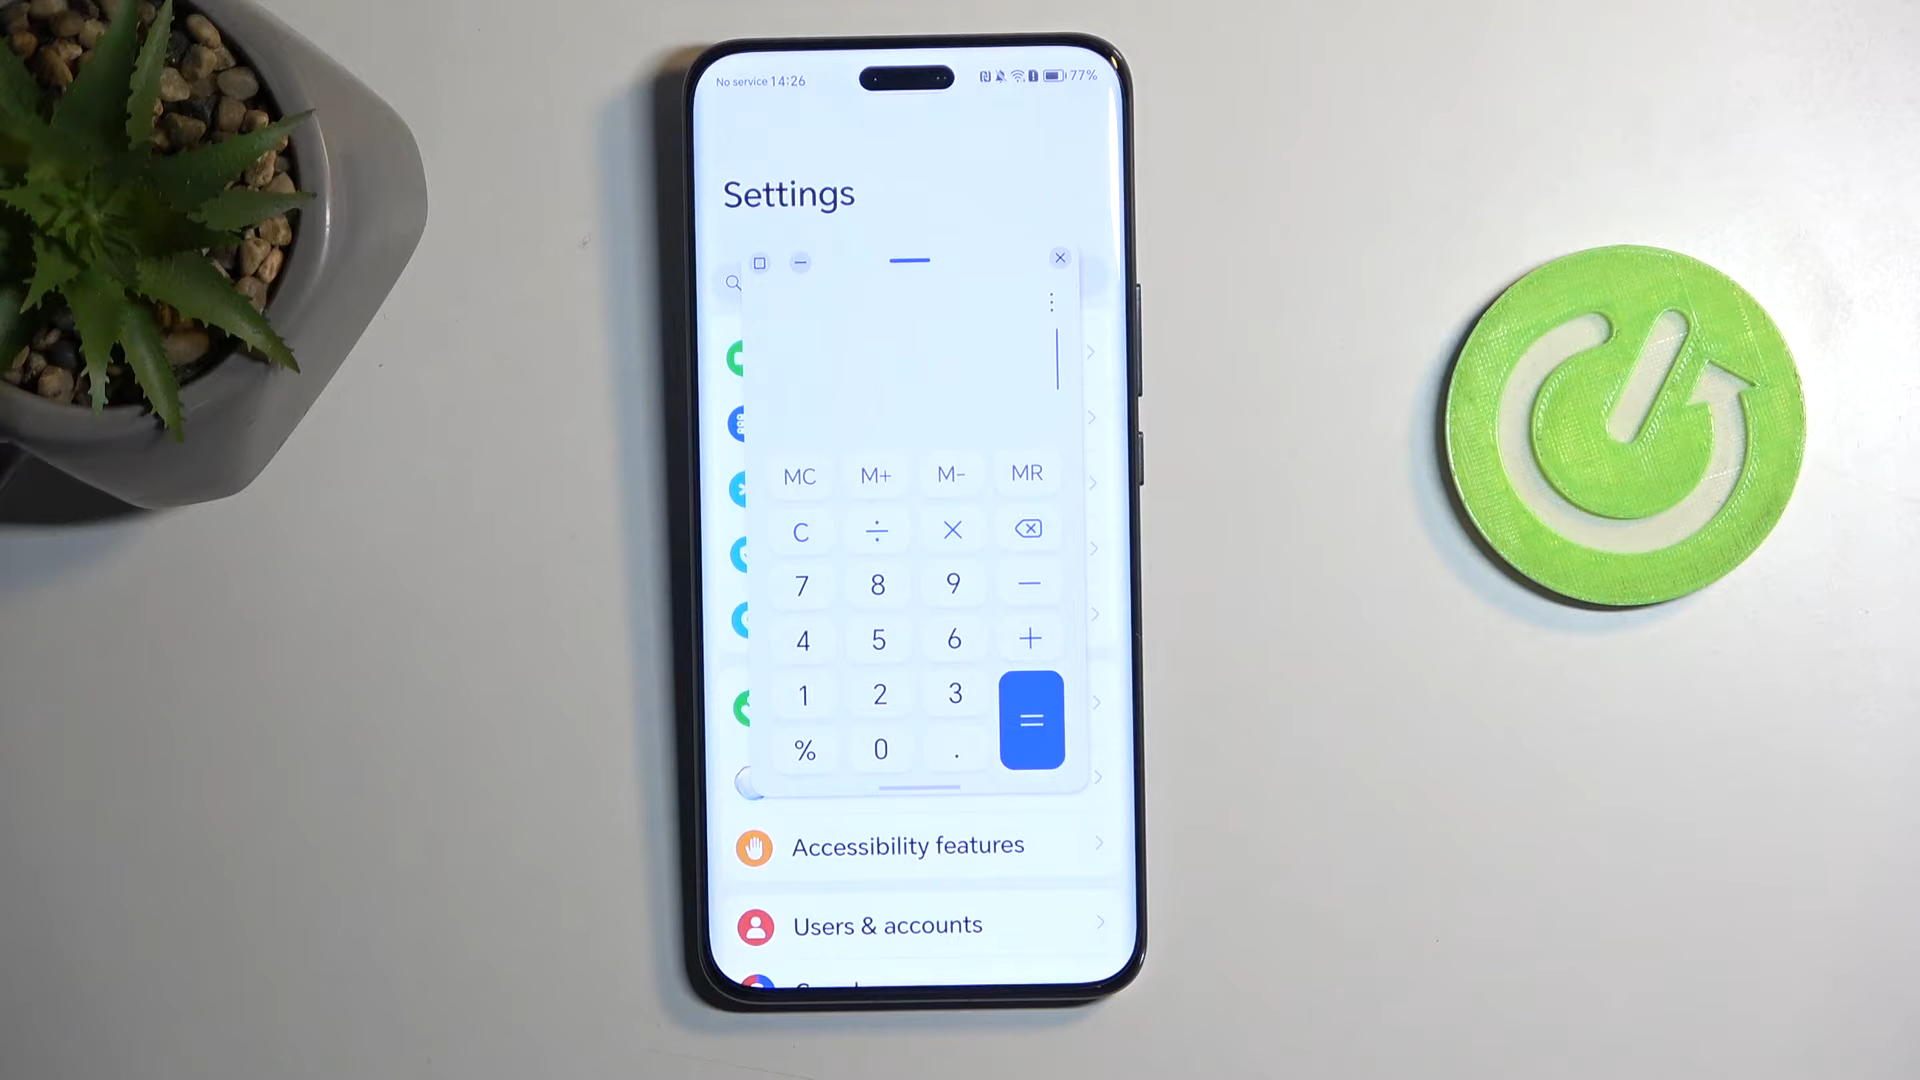 No service 14:26
77%
Settings
MC M+ M- MR
C ÷ ×
7 8 9 −
4 5 6 +
1 2 3 =
% 0 .
Accessibility features
Users & accounts